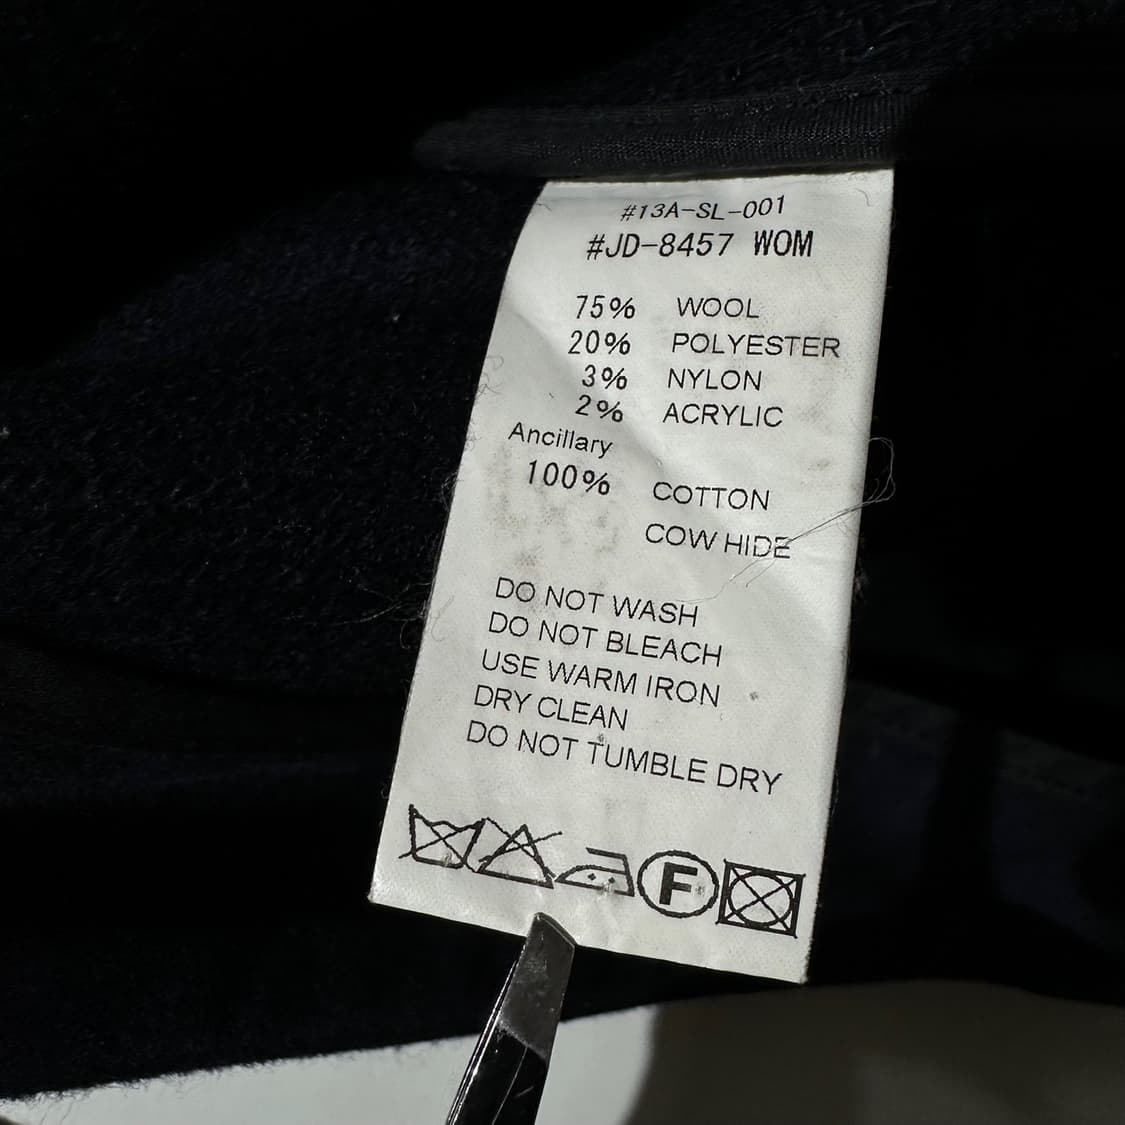 #13A-SL-001
#JD-8457 WOM
75% WOOL
20% POLYESTER
3% NYLON
2% ACRYLIC
Ancillary
100% COTTON
COW HIDE
DO NOT WASH
DO NOT BLEACH
USE WARM IRON
DRY CLEAN
DO NOT TUMBLE DRY
F